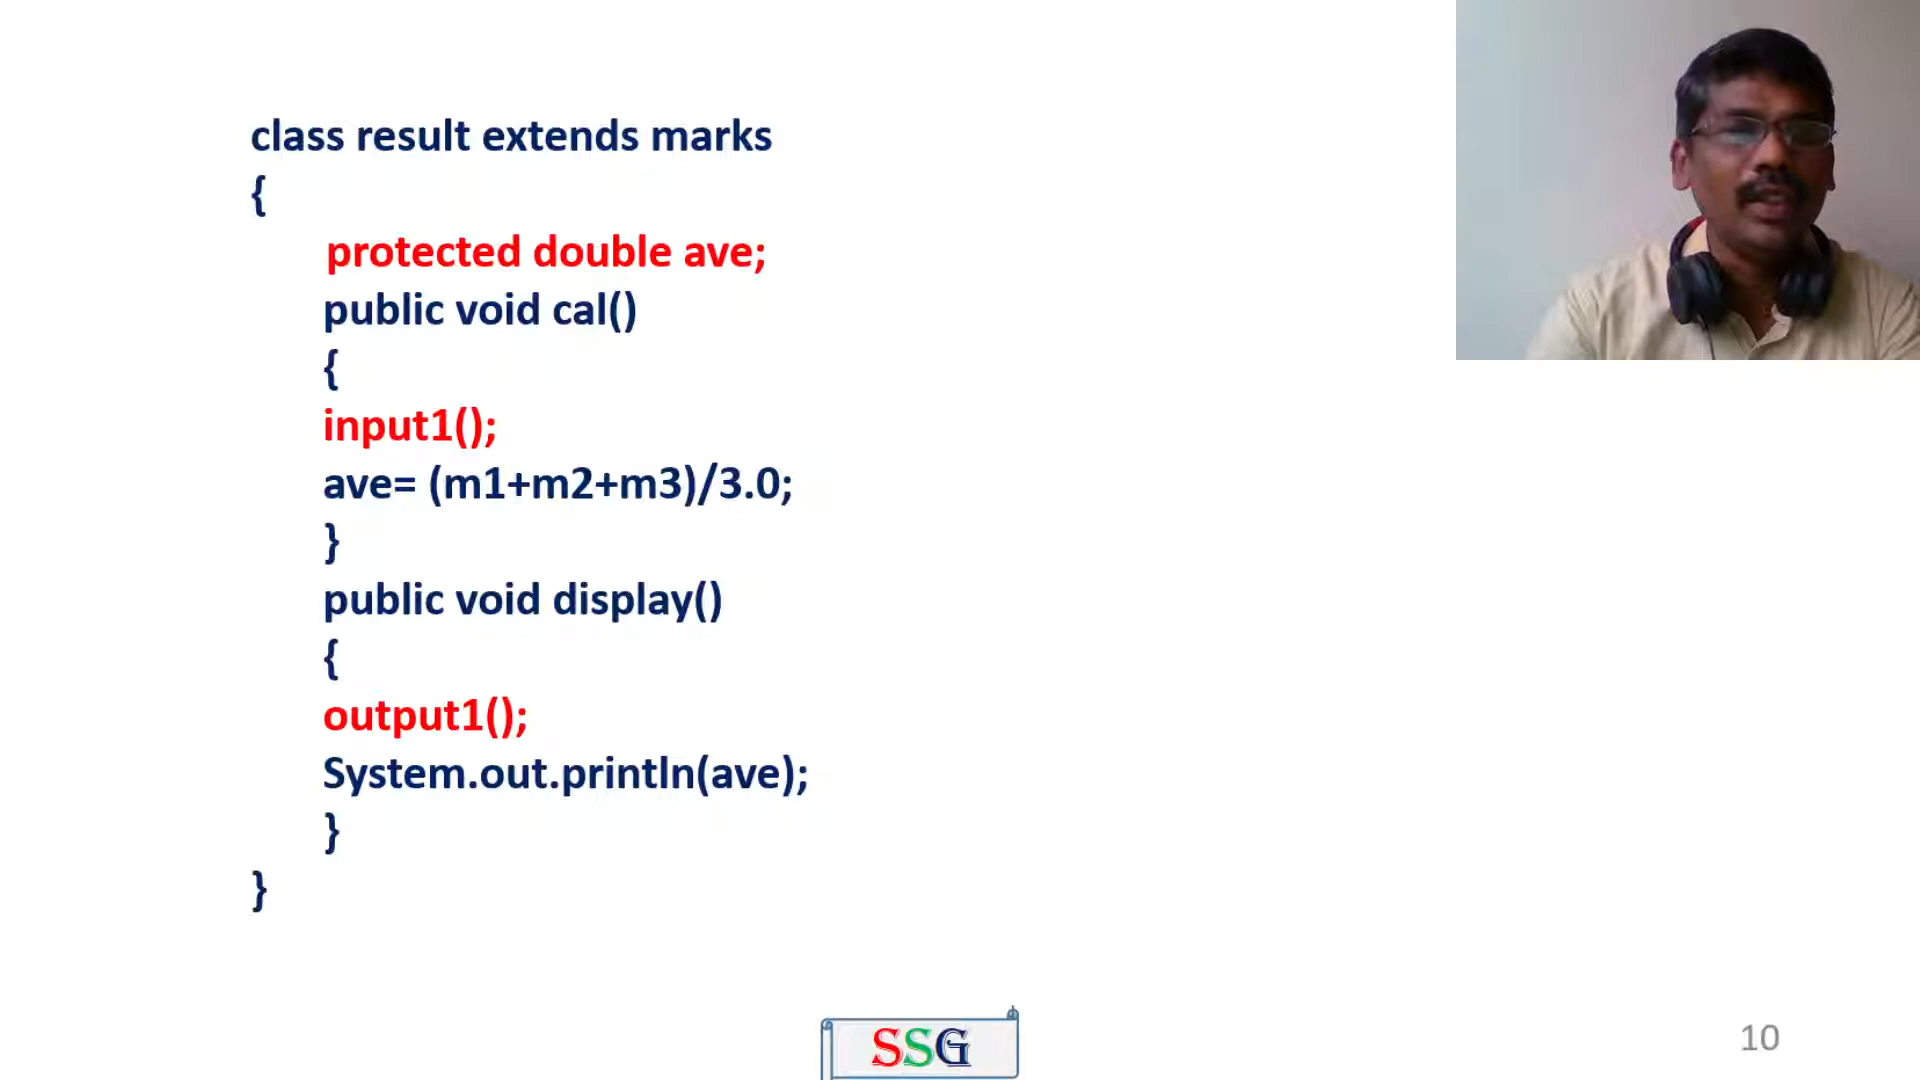 class result extends marks
{
protected double ave;
public void cal()
{
input1();
ave= (m1+m2+m3)/3.0;
}
public void display()
{
output1();
System.out.println(ave);
}
}
SSG
10